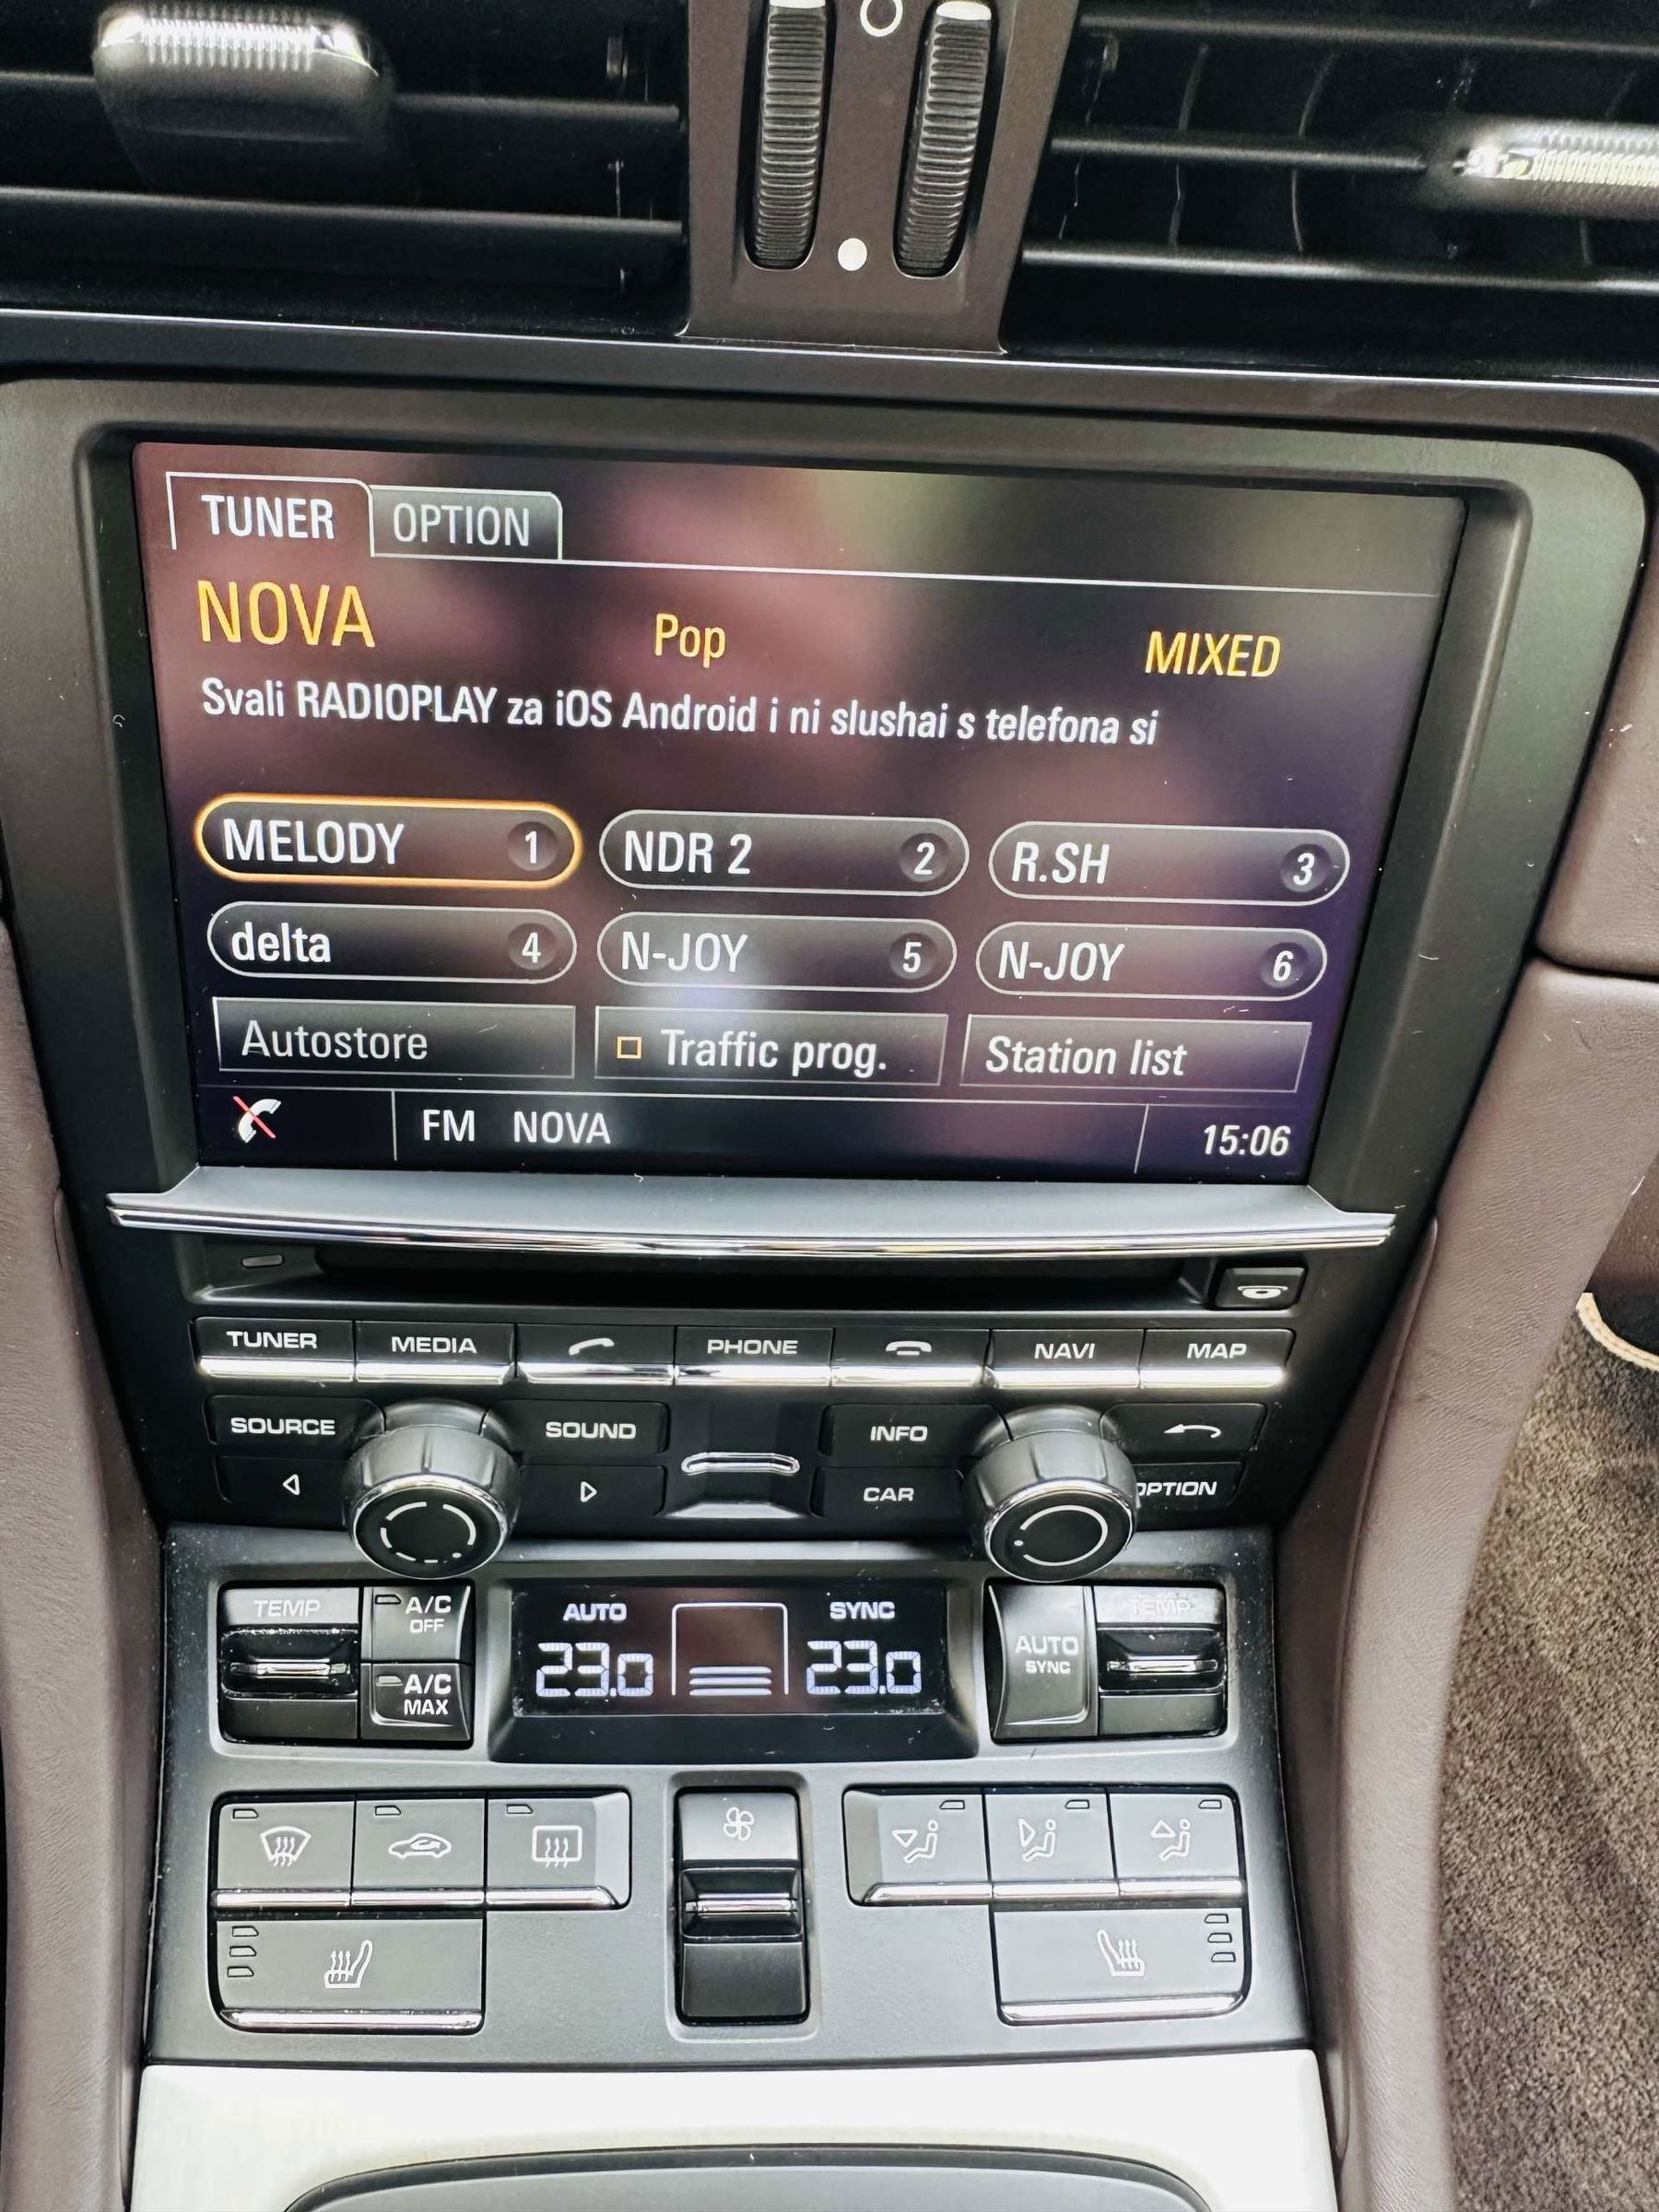 TUNER OPTION
NOVA Pop MIXED
Svali RADIOPLAY za iOS Android i ni slushai s telefona si
MELODY 1 NDR 2 2 R.SH 3
delta 4 N-JOY 5 N-JOY 6
Autostore Traffic prog. Station list
FM NOVA 15:06
TUNER MEDIA PHONE NAVI MAP
SOURCE SOUND INFO
CAR OPTION
TEMP A/C OFF AUTO SYNC TEMP
23.0 23.0 AUTO SYNC
A/C MAX